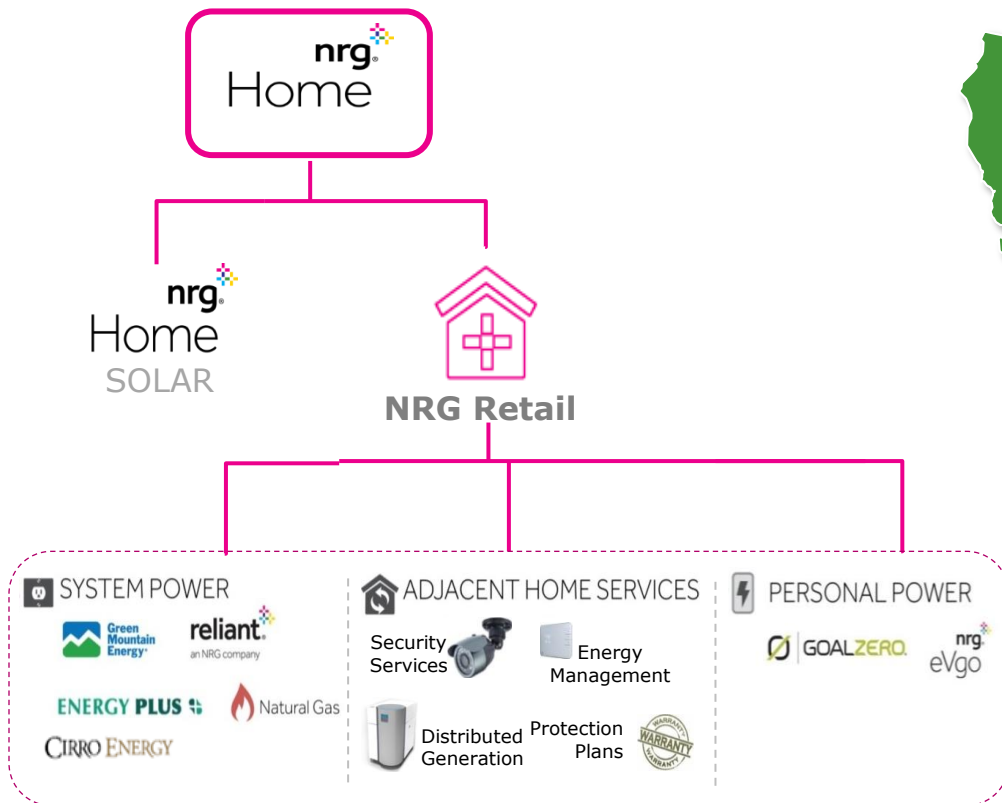 nrg®
Home
nrg®
Home
SOLAR
NRG Retail
SYSTEM POWER
Green
Mountain
Energy®
reliant®
an NRG company
ENERGY PLUS
Natural Gas
CIRRO ENERGY
ADJACENT HOME SERVICES
Security
Services
Energy
Management
Distributed
Generation
Protection
Plans
WARRANTY
WARRANTY
WARRANTY
PERSONAL POWER
GOALZERO.
nrg®
eVgo